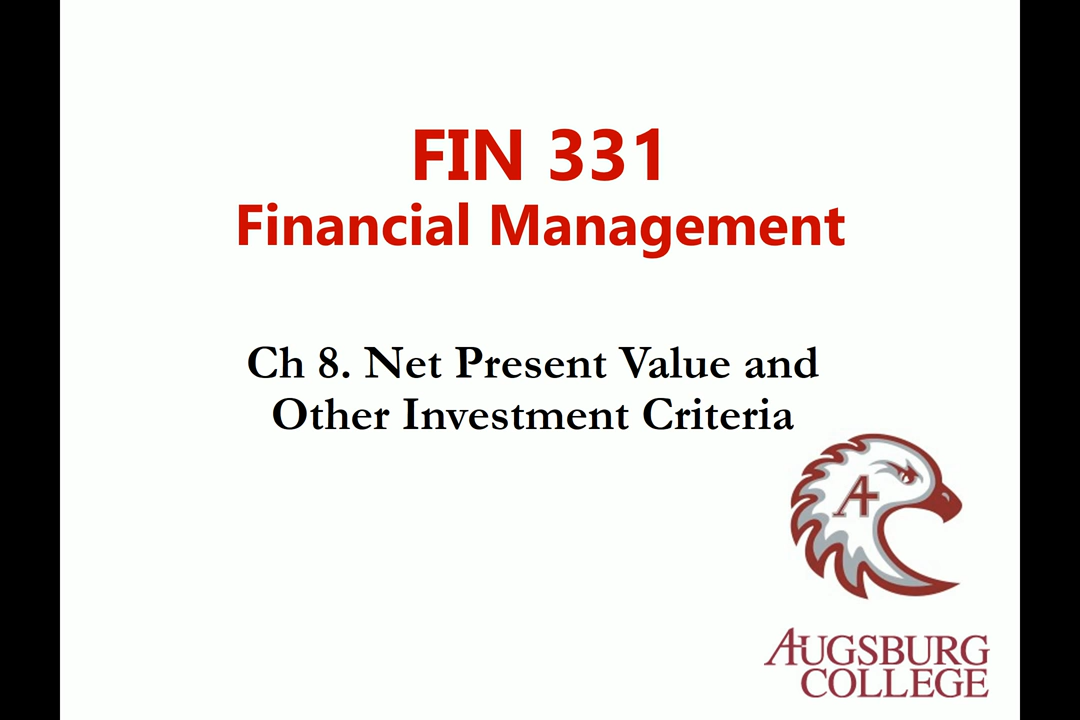 FIN 331
Financial Management
Ch 8. Net Present Value and
Other Investment Criteria
A
AUGSBURG
COLLEGE